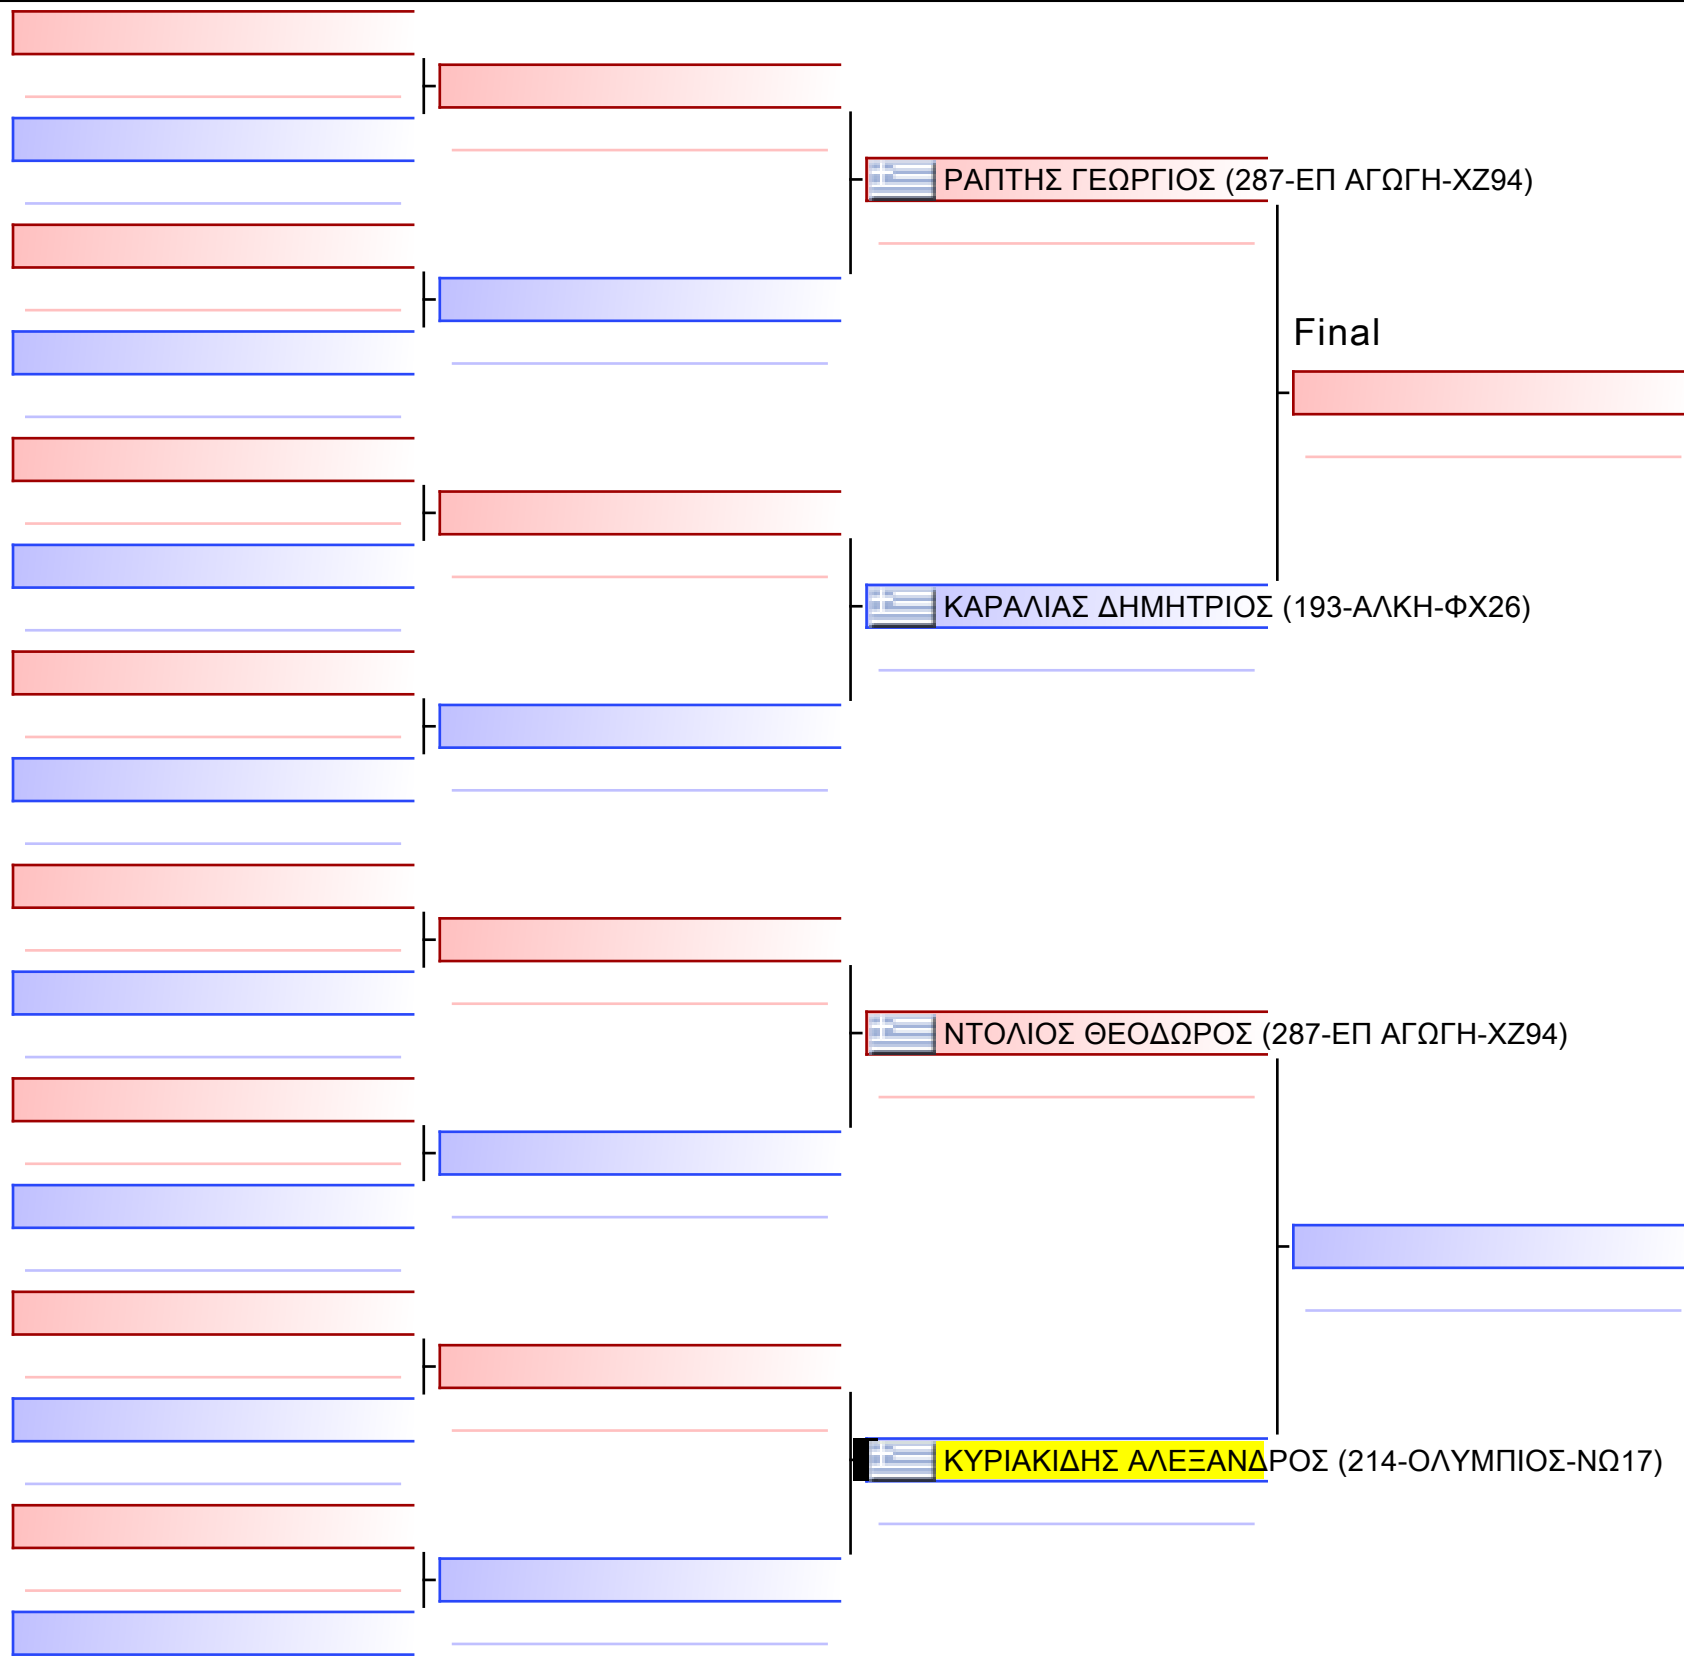 ΡΑΠΤΗΣ ΓΕΩΡΓΙΟΣ (287-ΕΠ ΑΓΩΓΗ-ΧΖ94)
Final
ΚΑΡΑΛΙΑΣ ΔΗΜΗΤΡΙΟΣ (193-ΑΛΚΗ-ΦΧ26)
ΝΤΟΛΙΟΣ ΘΕΟΔΩΡΟΣ (287-ΕΠ ΑΓΩΓΗ-ΧΖ94)
ΚΥΡΙΑΚΙΔΗΣ ΑΛΕΞΑΝΔΡΟΣ (214-ΟΛΥΜΠΙΟΣ-ΝΩ17)